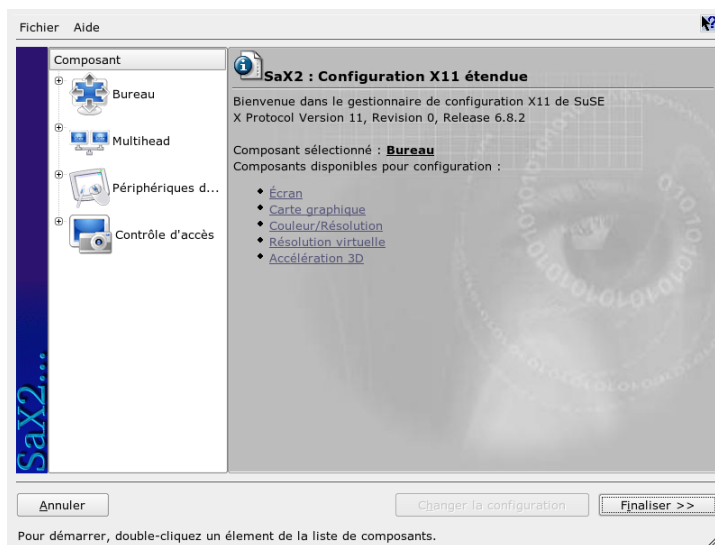 Fichier Aide
Composant
Bureau
Multihead
Périphériques d...
Contrôle d'accès
SaX2...
SaX2 : Configuration X11 étendue
Bienvenue dans le gestionnaire de configuration X11 de SuSE
X Protocol Version 11, Revision 0, Release 6.8.2
Composant sélectionné : Bureau
Composants disponibles pour configuration :
Écran
Carte graphique
Couleur/Résolution
Résolution virtuelle
Accélération 3D
Annuler
Changer la configuration
Finaliser >>
Pour démarrer, double-cliquez un élement de la liste de composants.